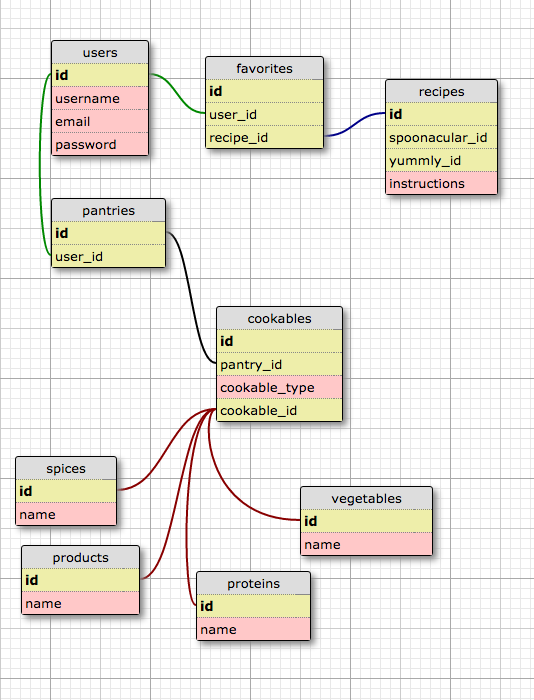 users
id
username
email
password
favorites
id
user_id
recipe_id
recipes
id
spoonacular_id
yummly_id
instructions
pantries
id
user_id
cookables
id
pantry_id
cookable_type
cookable_id
spices
id
name
vegetables
id
name
products
id
name
proteins
id
name